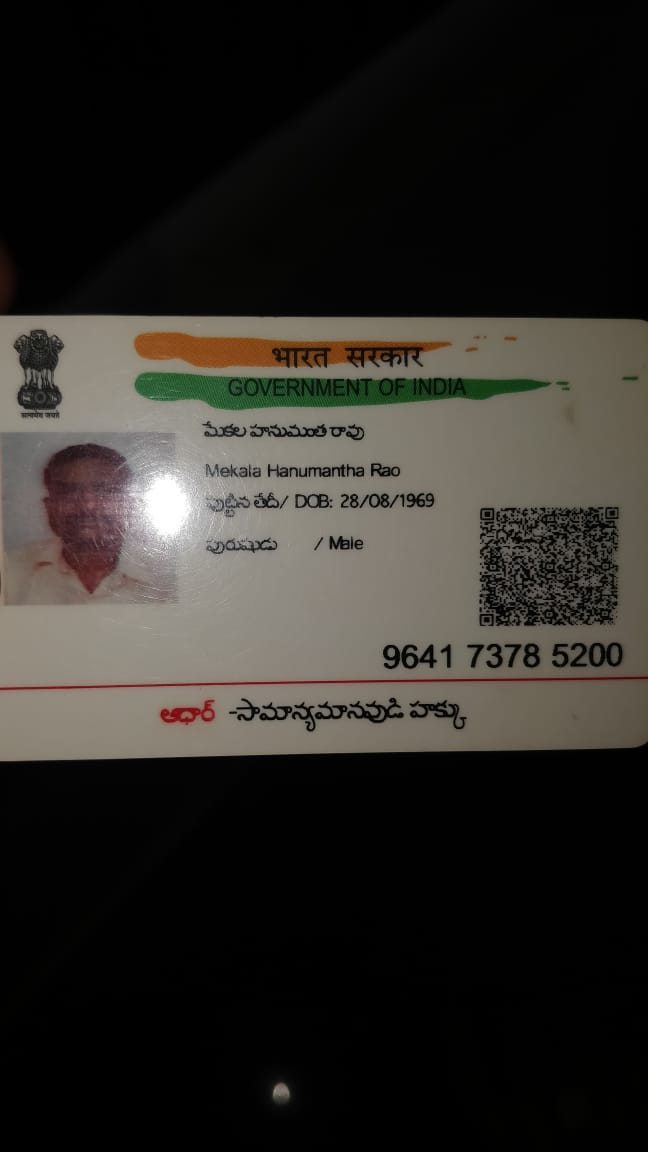 भारत सरकार
GOVERNMENT OF INDIA
सत्यमेव जयते
మేకల హనుమంత రావు
Mekala Hanumantha Rao
పుట్టిన తేదీ/ DOB: 28/08/1969
పురుషుడు / Male
9641 7378 5200
ఆధార్ -సామాన్యమానవుడి హక్కు